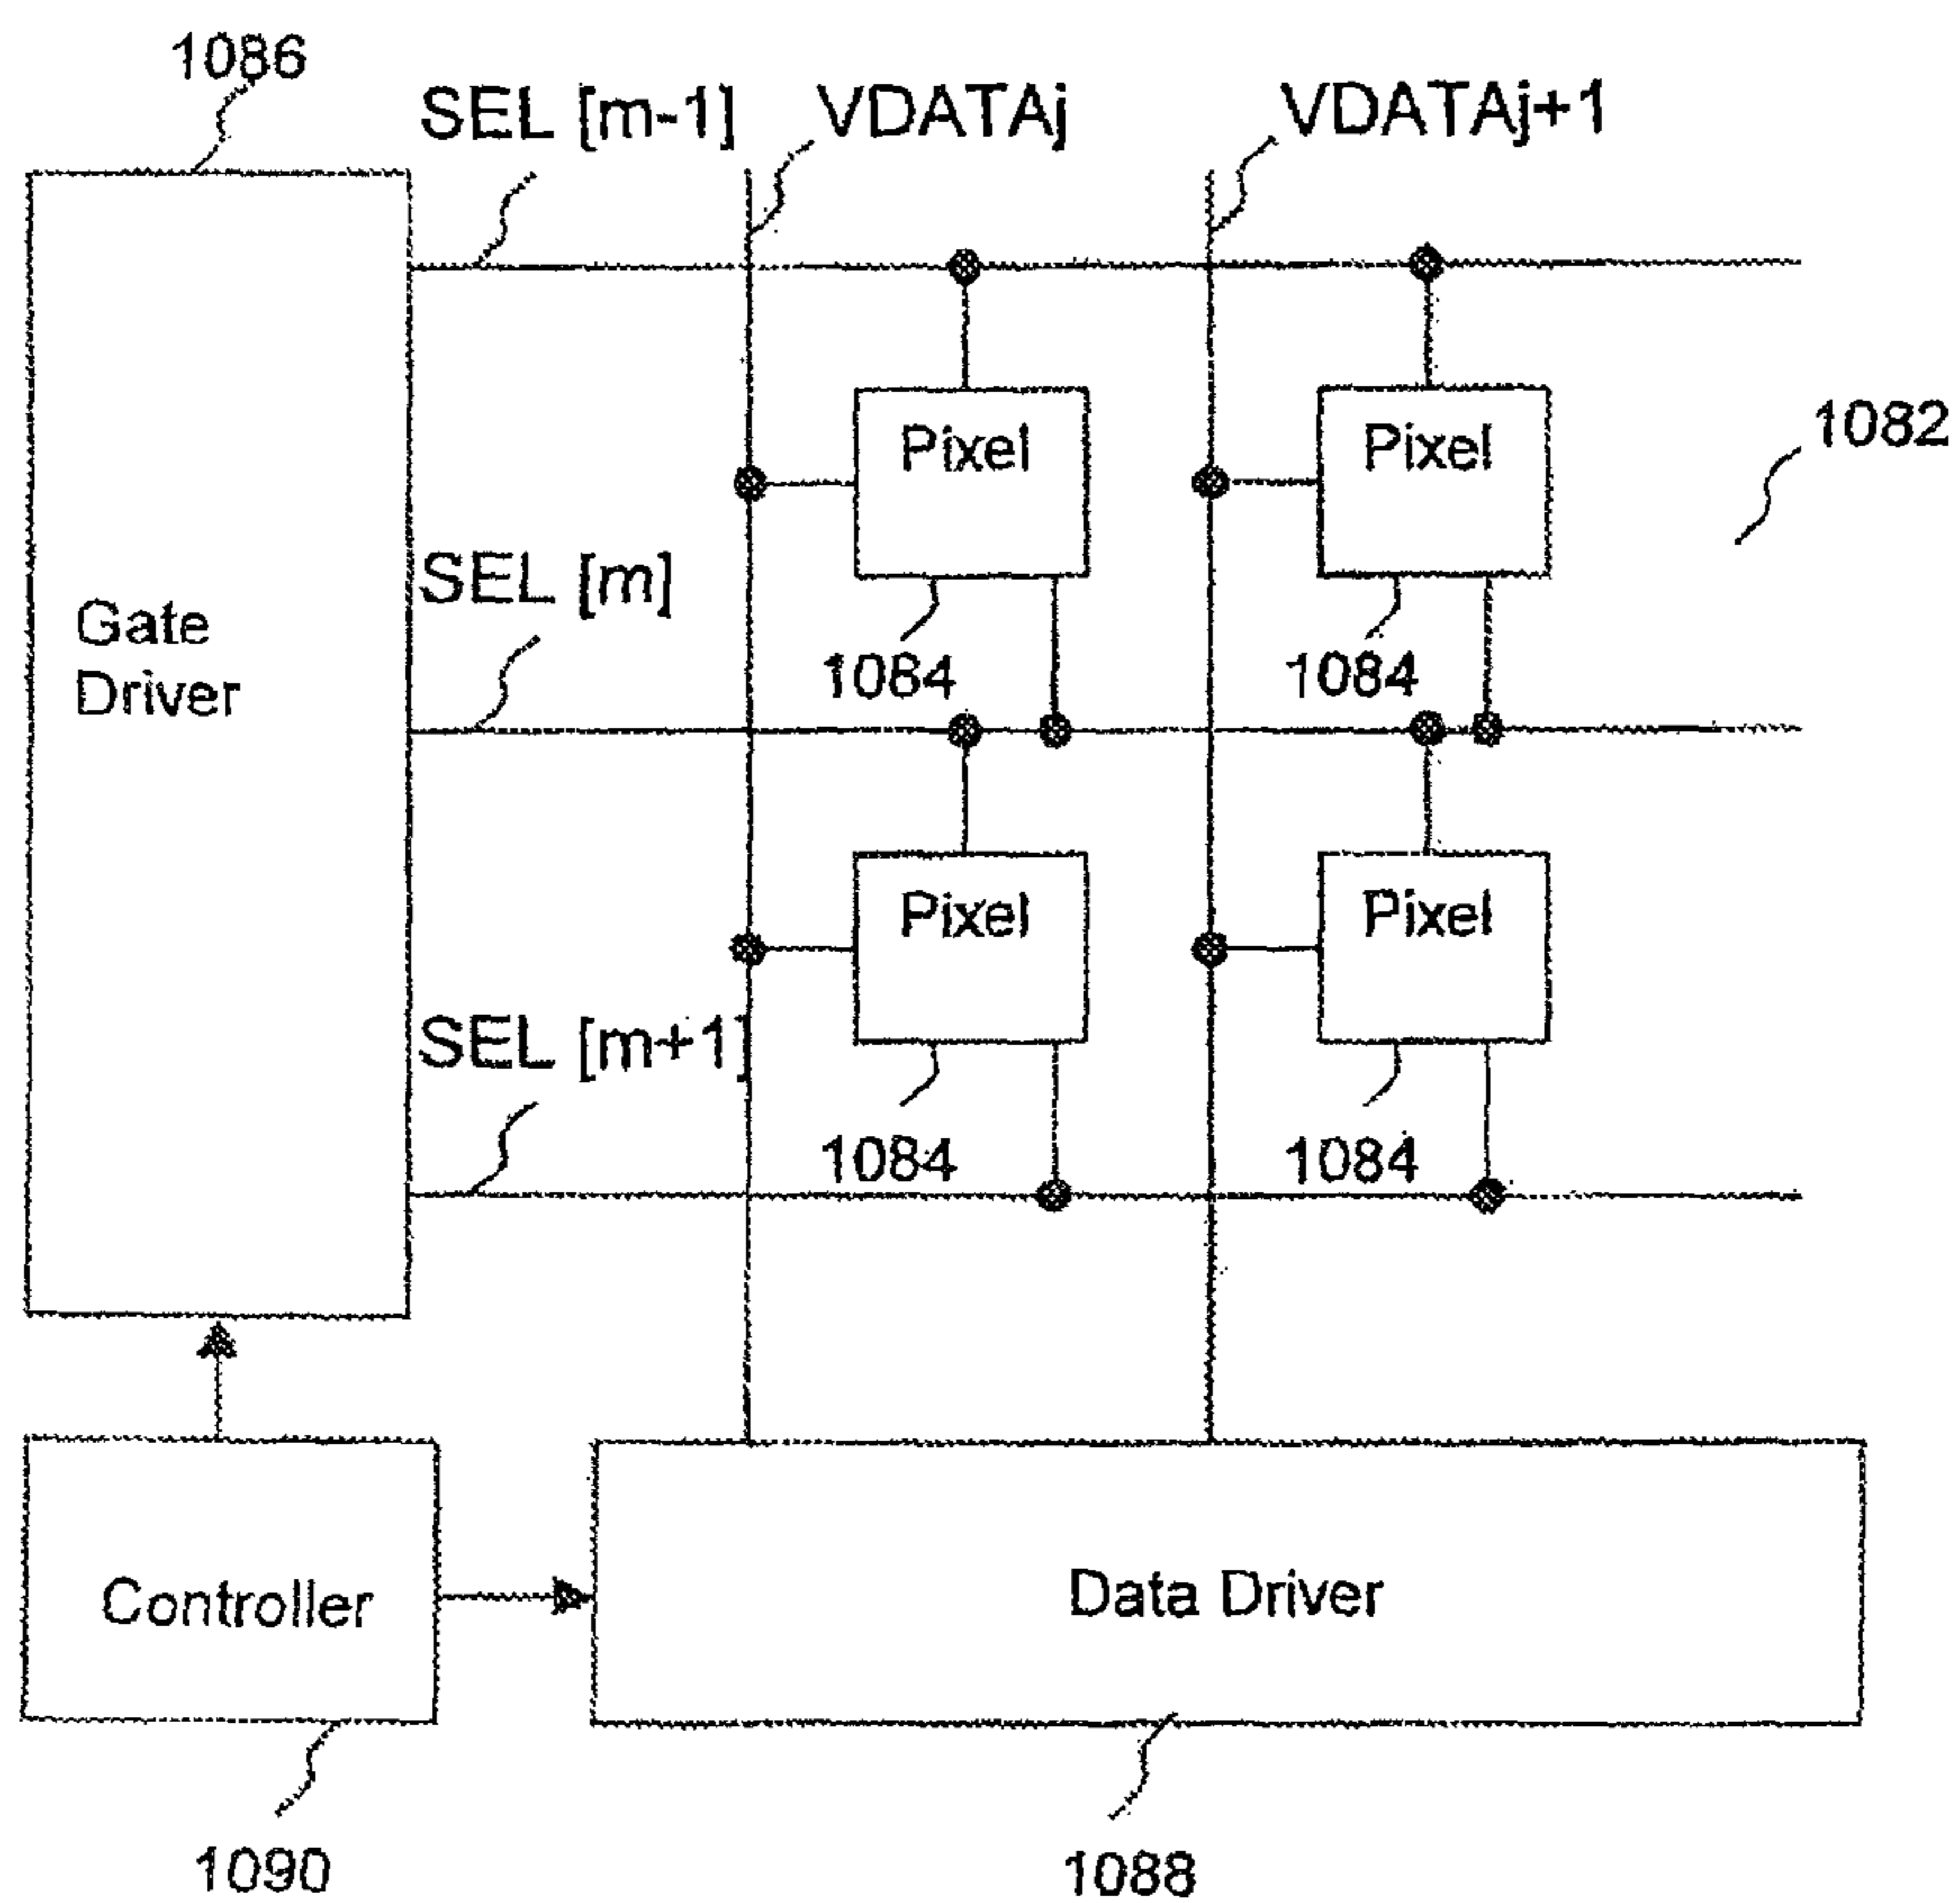 1086
SEL [m-1]
VDATAj
VDATAj+1
Pixel
Pixel
1082
SEL [m]
Gate
Driver
1084
1084
Pixel
Pixel
SEL [m+1]
1084
1084
Controller
Data Driver
1090
1088